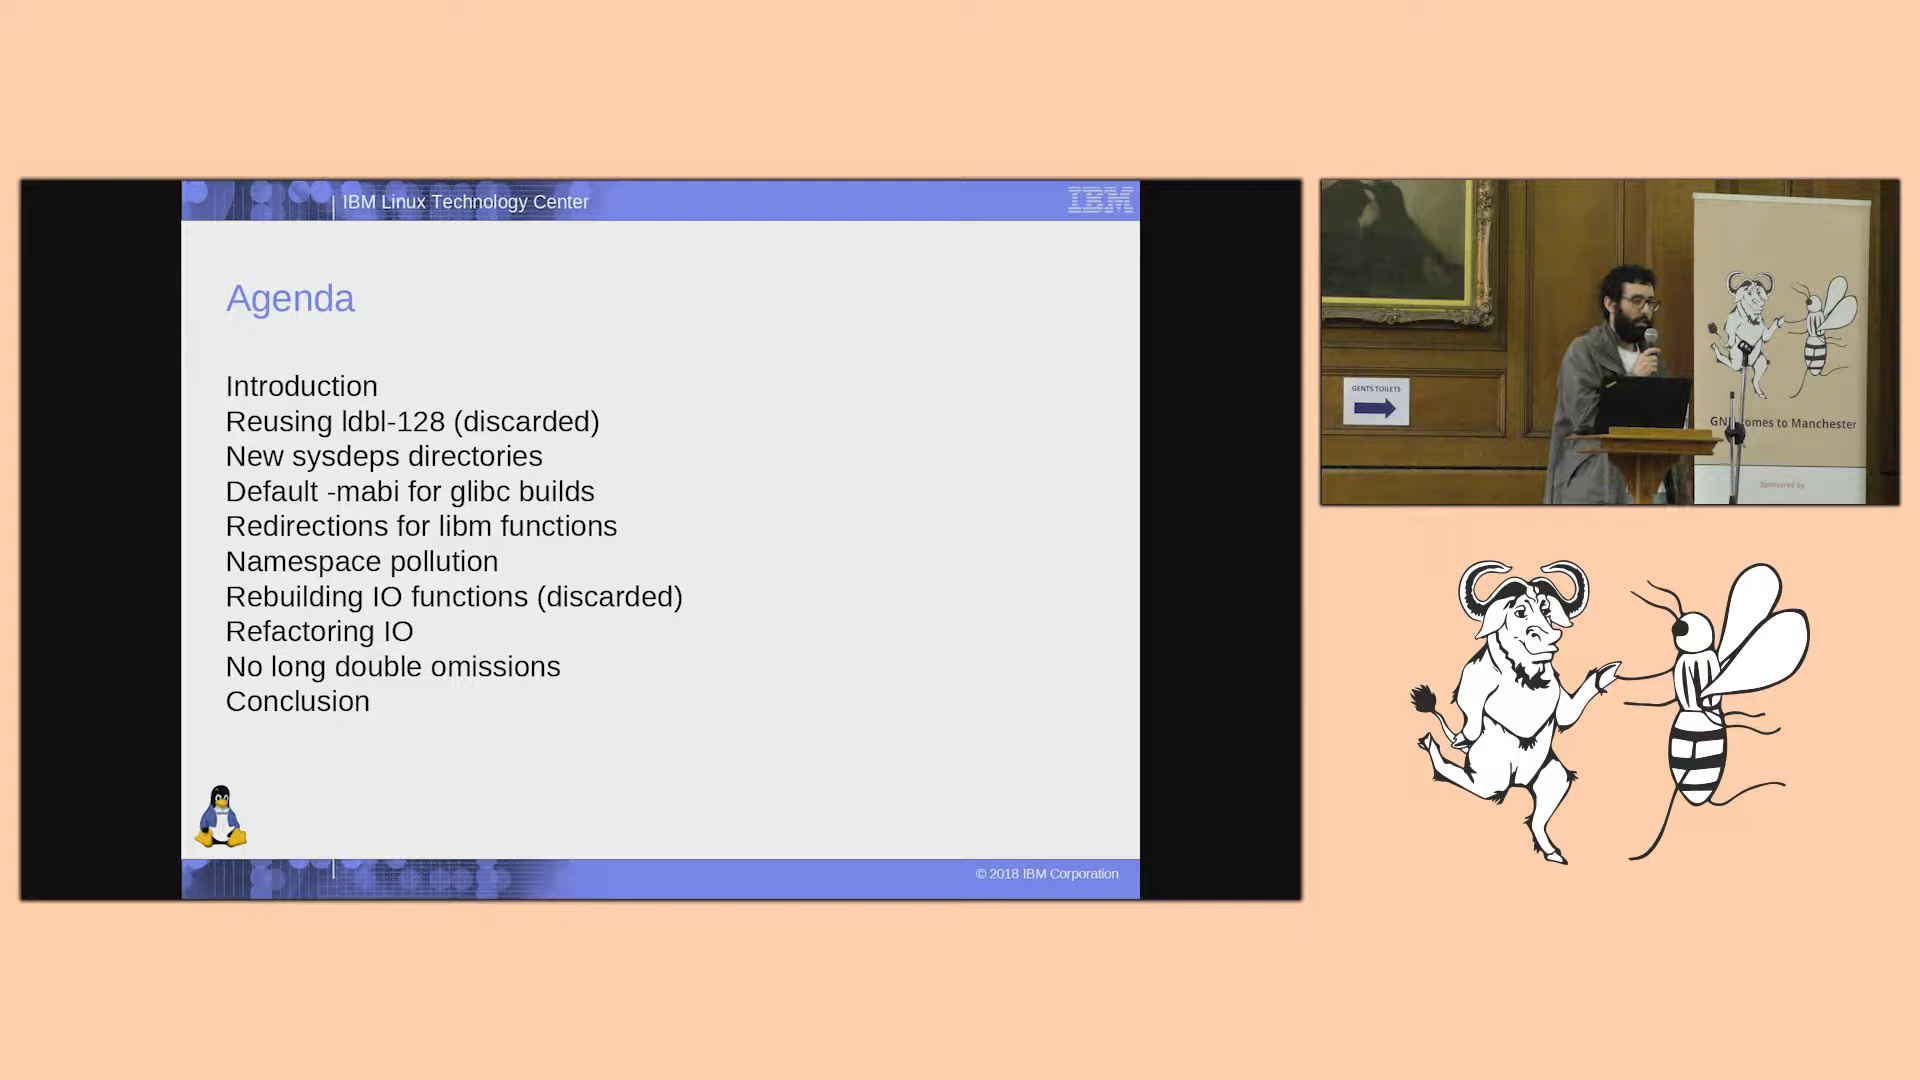 IBM Linux Technology Center
IBM
Agenda
Introduction
Reusing ldbl-128 (discarded)
New sysdeps directories
Default -mabi for glibc builds
Redirections for libm functions
Namespace pollution
Rebuilding IO functions (discarded)
Refactoring IO
No long double omissions
Conclusion
© 2018 IBM Corporation
GENTS TOILETS
to Manchester
Sponsored by